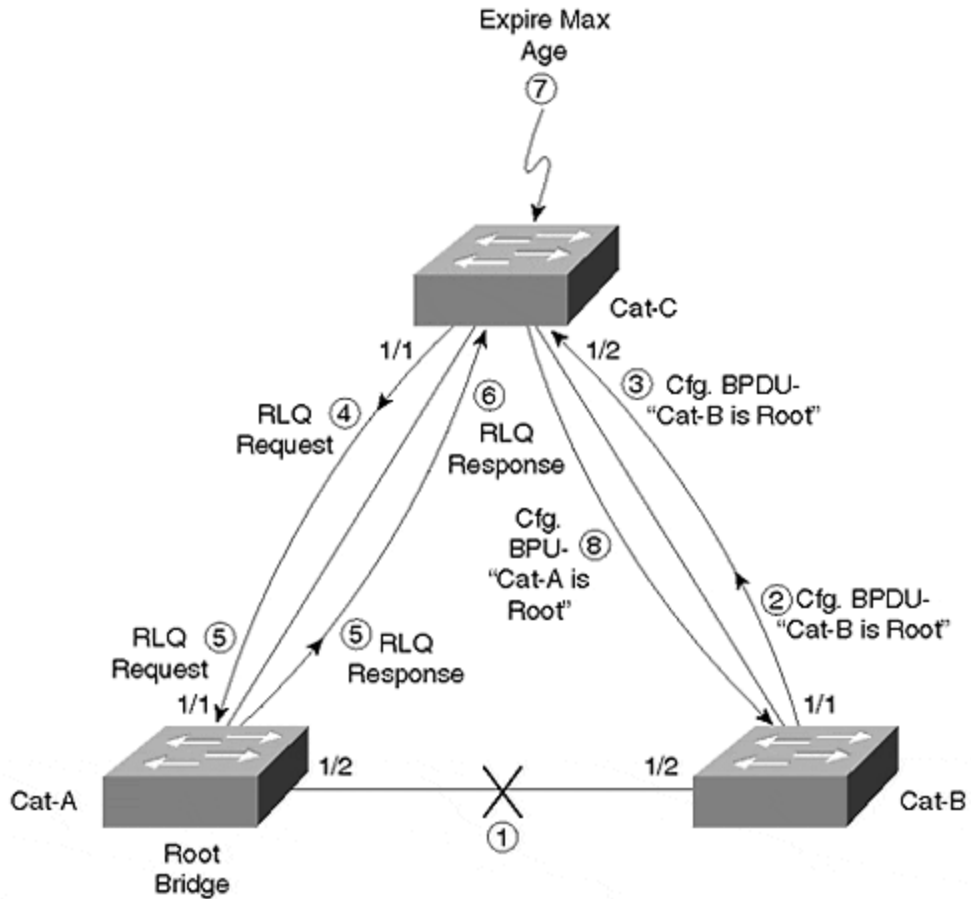 Expire Max
Age
7
Cat-C
1/1
1/2
4
RLQ
Request
6
RLQ
Response
3 Cfg. BPDU-
“Cat-B is Root”
Cfg.
BPU-
“Cat-A is
Root”
8
2 Cfg. BPDU-
“Cat-B is Root”
RLQ
Request
5
5 RLQ
Response
1/1
1/1
1/2
1/2
Cat-A
Cat-B
1
Root
Bridge